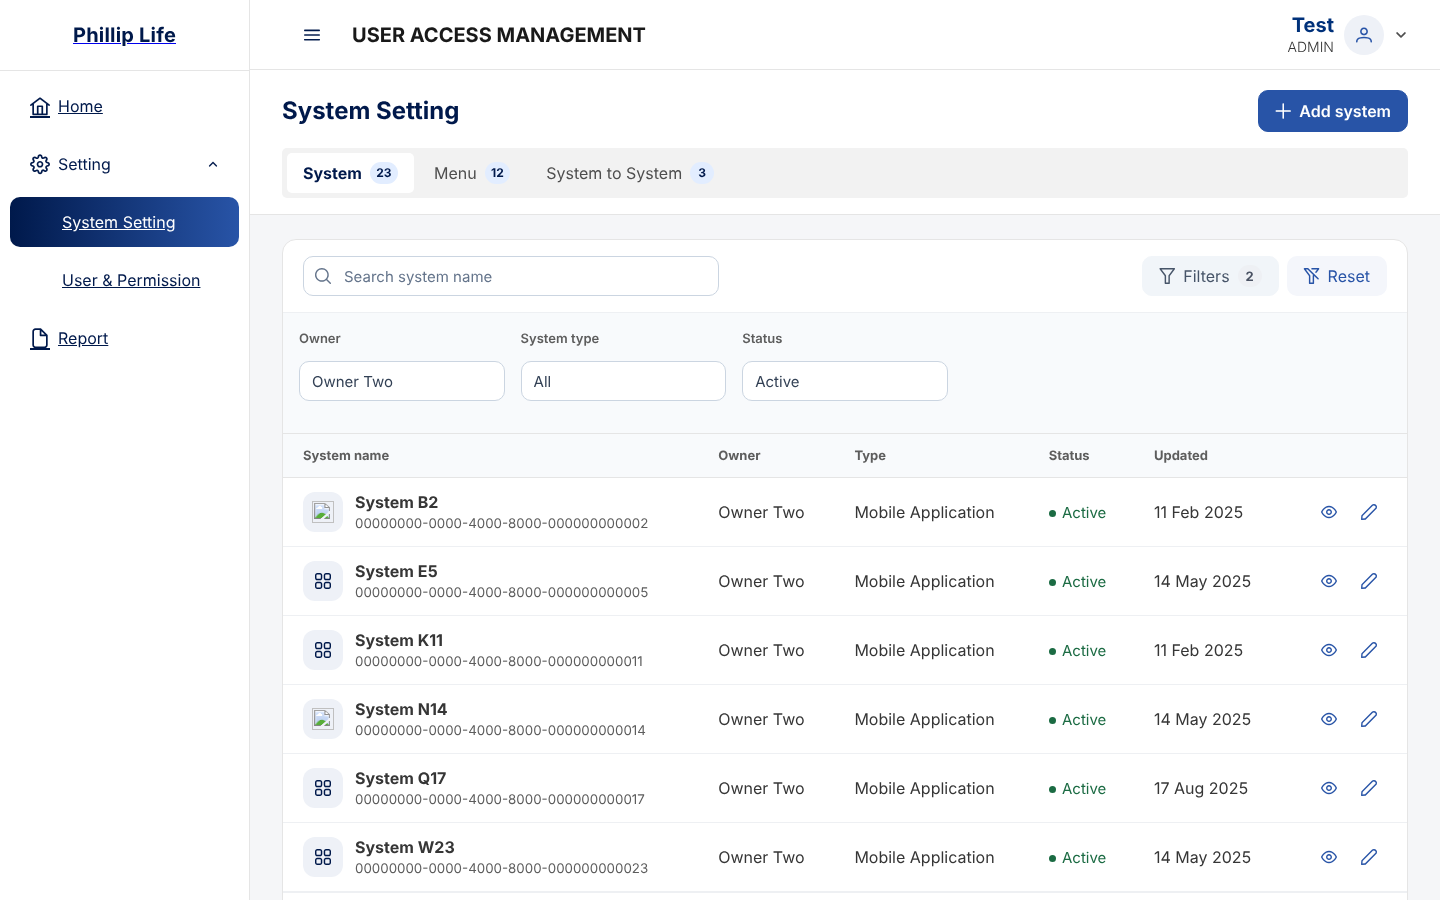 Phillip Life
USER ACCESS MANAGEMENT
Test
ADMIN
Home
Setting
System Setting
User & Permission
Report
System Setting
Add system
System 23
Menu 12
System to System 3
Search system name
Filters 2
Reset
Owner
System type
Status
Owner Two
All
Active
System name Owner Type Status Updated
System B2
00000000-0000-4000-8000-000000000002
Owner Two Mobile Application Active 11 Feb 2025
System E5
00000000-0000-4000-8000-000000000005
Owner Two Mobile Application Active 14 May 2025
System K11
00000000-0000-4000-8000-000000000011
Owner Two Mobile Application Active 11 Feb 2025
System N14
00000000-0000-4000-8000-000000000014
Owner Two Mobile Application Active 14 May 2025
System Q17
00000000-0000-4000-8000-000000000017
Owner Two Mobile Application Active 17 Aug 2025
System W23
00000000-0000-4000-8000-000000000023
Owner Two Mobile Application Active 14 May 2025